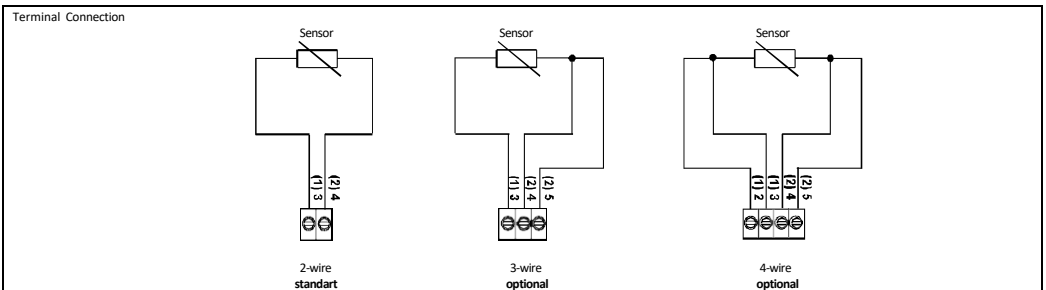 Terminal Connection
Sensor
Sensor
Sensor
(1) 3
(2) 4
(1) 3
(2) 4
(2) 5
(1) 2
(1) 3
(2) 4
(2) 5
2-wire
standart
3-wire
optional
4-wire
optional